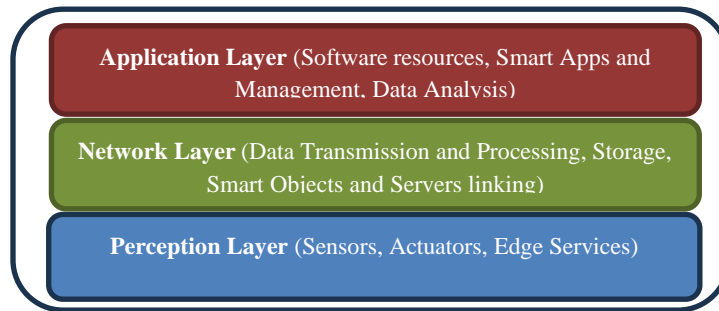 Application Layer (Software resources, Smart Apps and
Management, Data Analysis)
Network Layer (Data Transmission and Processing, Storage,
Smart Objects and Servers linking)
Perception Layer (Sensors, Actuators, Edge Services)